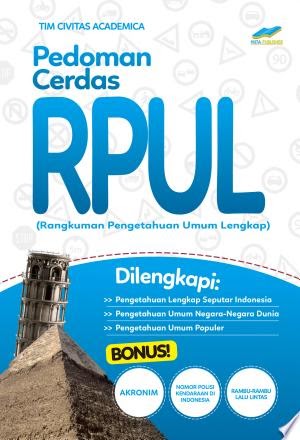 TIM CIVITAS ACADEMICA
Pedoman
Cerdas
RPUL
(Rangkuman Pengetahuan Umum Lengkap)
Dilengkapi:
>> Pengetahuan Lengkap Seputar Indonesia
>> Pengetahuan Umum Negara-Negara Dunia
>> Pengetahuan Umum Populer
BONUS!
AKRONIM
NOMOR POLISI
KENDARAAN DI
INDONESIA
RAMBU-RAMBU
LALU LINTAS